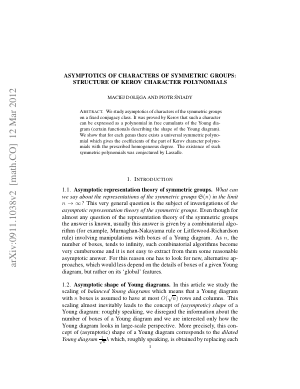 arXiv:0911.1038v2 [math.CO] 12 Mar 2012
ASYMPTOTICS OF CHARACTERS OF SYMMETRIC GROUPS:
STRUCTURE OF KEROV CHARACTER POLYNOMIALS
MACIEJ DOŁĘGA AND PIOTR ŚNIADY
ABSTRACT. We study asymptotics of characters of the symmetric groups
on a fixed conjugacy class. It was proved by Kerov that such a character
can be expressed as a polynomial in free cumulants of the Young dia-
gram (certain functionals describing the shape of the Young diagram).
We show that for each genus there exists a universal symmetric polyno-
mial which gives the coefficients of the part of Kerov character polyno-
mials with the prescribed homogeneous degree. The existence of such
symmetric polynomials was conjectured by Lassalle.
1. INTRODUCTION
1.1. Asymptotic representation theory of symmetric groups. What can
we say about the representations of the symmetric groups 𝔖(n) in the limit
n → ∞? This very general question is the subject of investigations of the
asymptotic representation theory of the symmetric groups. Even though for
almost any question of the representation theory of the symmetric groups
the answer is known, usually this answer is given by a combinatorial algo-
rithm (for example, Murnaghan-Nakayama rule or Littlewood-Richardson
rule) involving manipulations with boxes of a Young diagram. As n, the
number of boxes, tends to infinity, such combinatorial algorithms become
very cumbersome and it is not easy to extract from them some reasonable
asymptotic answer. For this reason one has to look for new, alternative ap-
proaches, which would depend not on the details of boxes of a given Young
diagram, but rather on its 'global' features.
1.2. Asymptotic shape of Young diagrams. In this article we study the
scaling of balanced Young diagrams which means that a Young diagram
with n boxes is assumed to have at most O(√n) rows and columns. This
scaling almost inevitably leads to the concept of (asymptotic) shape of a
Young diagram: roughly speaking, we disregard the information about the
number of boxes of a Young diagram and we are interested only how the
Young diagram looks in large-scale perspective. More precisely, this con-
cept of (asymptotic) shape of a Young diagram corresponds to the dilated
Young diagram 1/√n λ which, roughly speaking, is obtained by replacing each
1